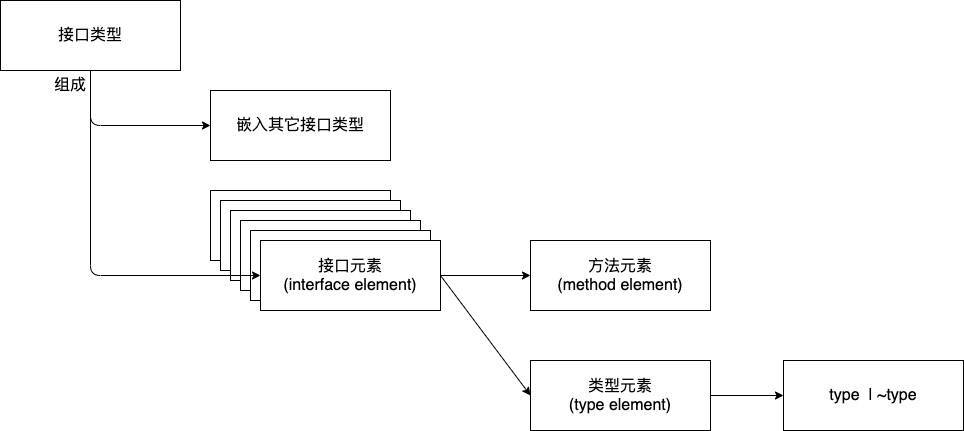 接口类型
组成
嵌入其它接口类型
接口元素
(interface element)
方法元素
(method element)
类型元素
(type element)
type | ~type